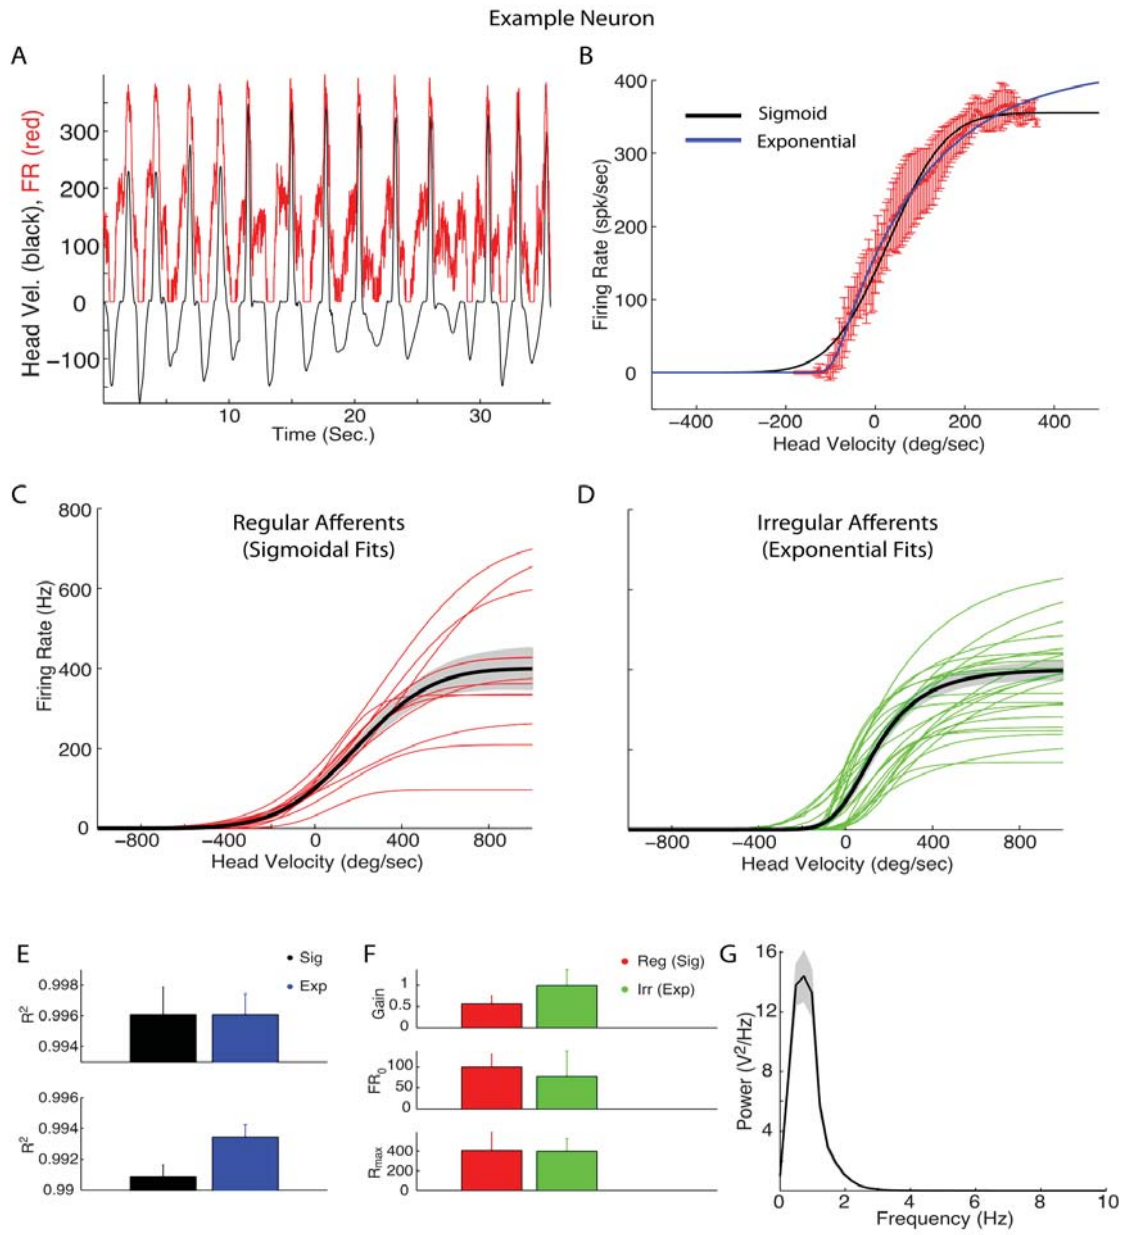 Example Neuron
A
Head Vel. (black), FR (red)
300
200
100
0
−100
10
20
30
Time (Sec.)
B
Firing Rate (spk/sec)
400
300
200
100
0
Sigmoid
Exponential
−400
−200
0
200
400
Head Velocity (deg/sec)
C
Regular Afferents
(Sigmoidal Fits)
Firing Rate (Hz)
800
600
400
200
0
−800
−400
0
400
800
Head Velocity (deg/sec)
D
Irregular Afferents
(Exponential Fits)
−800
−400
0
400
800
Head Velocity (deg/sec)
E
Sig
Exp
R²
0.998
0.996
0.994
R²
0.996
0.994
0.992
0.99
F
Reg (Sig)
Irr (Exp)
Gain
1
0.5
0
FR₀
100
50
0
Rmax
400
200
0
G
Power (V²/Hz)
16
12
8
4
0
2
4
6
8
10
Frequency (Hz)